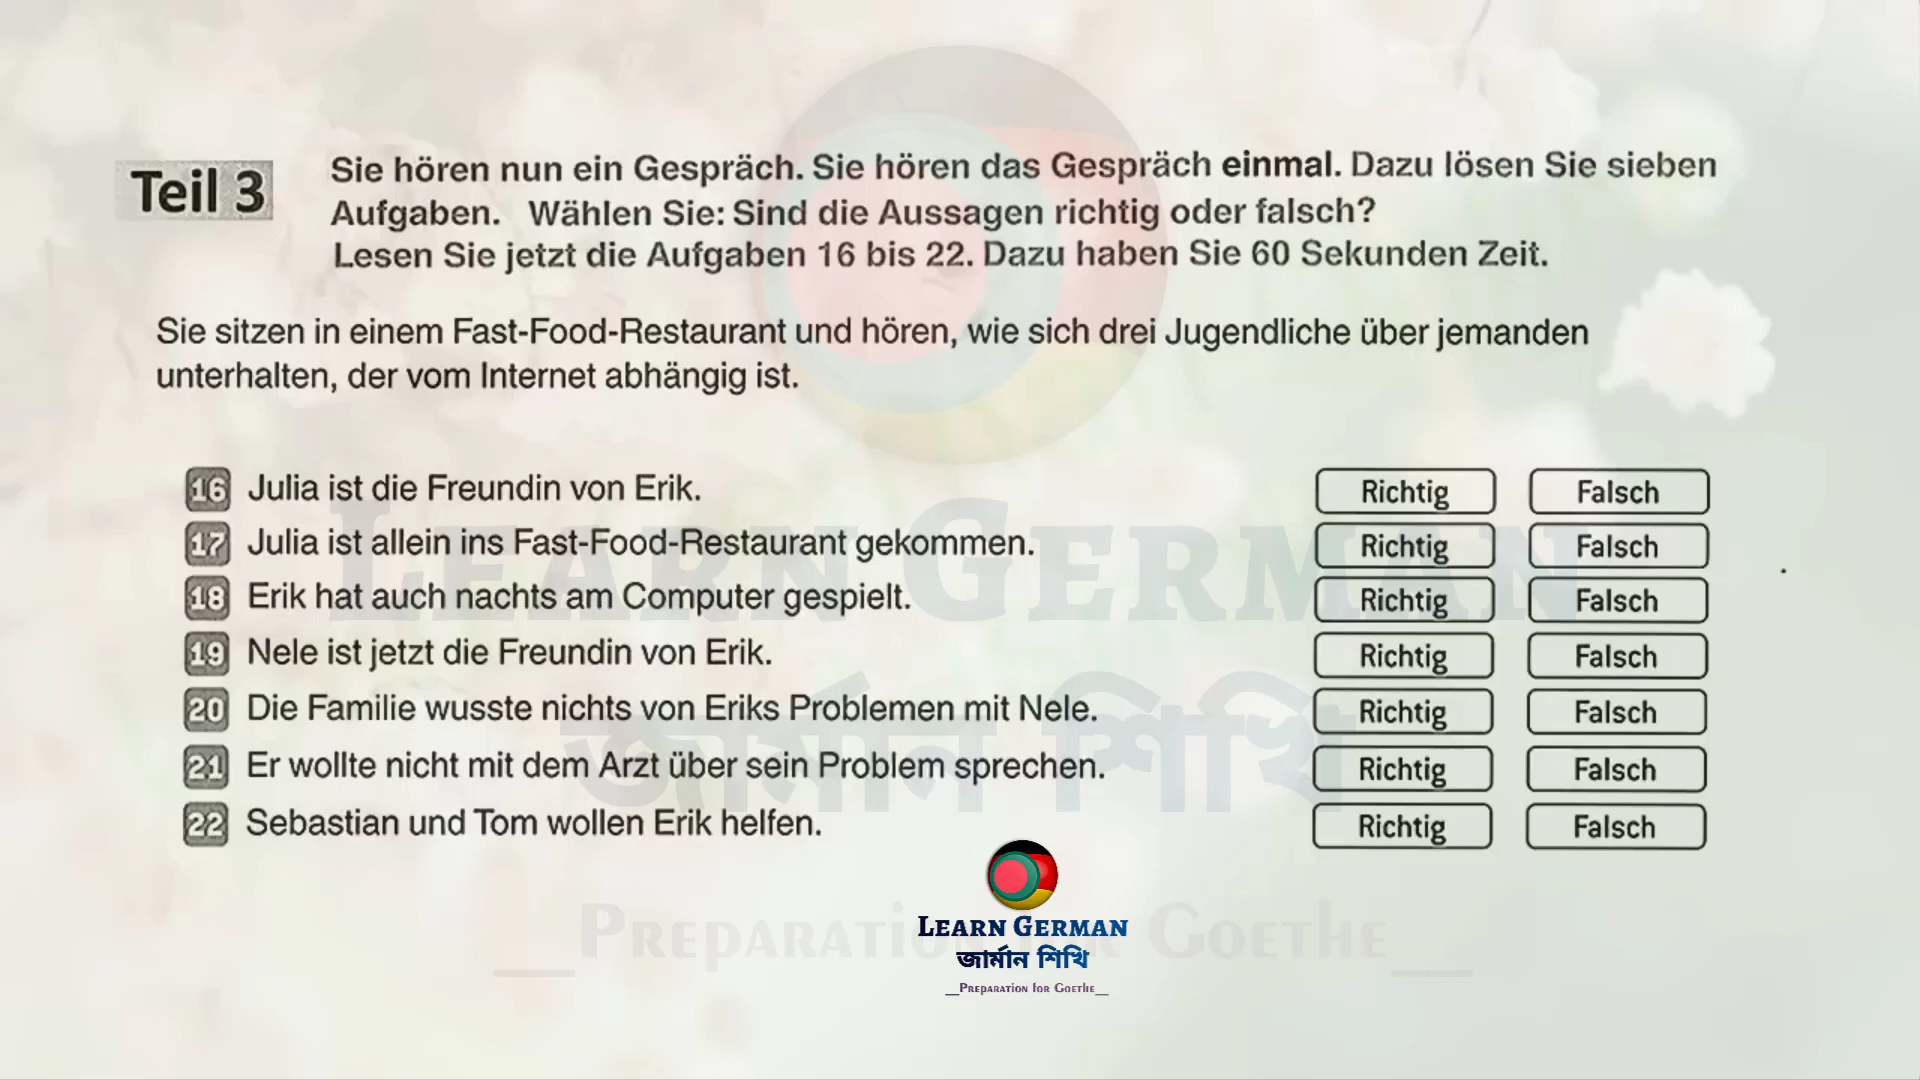 Teil 3
Sie hören nun ein Gespräch. Sie hören das Gespräch einmal. Dazu lösen Sie sieben
Aufgaben. Wählen Sie: Sind die Aussagen richtig oder falsch?
Lesen Sie jetzt die Aufgaben 16 bis 22. Dazu haben Sie 60 Sekunden Zeit.
Sie sitzen in einem Fast-Food-Restaurant und hören, wie sich drei Jugendliche über jemanden
unterhalten, der vom Internet abhängig ist.
16 Julia ist die Freundin von Erik. Richtig Falsch
17 Julia ist allein ins Fast-Food-Restaurant gekommen. Richtig Falsch
18 Erik hat auch nachts am Computer gespielt. Richtig Falsch
19 Nele ist jetzt die Freundin von Erik. Richtig Falsch
20 Die Familie wusste nichts von Eriks Problemen mit Nele. Richtig Falsch
21 Er wollte nicht mit dem Arzt über sein Problem sprechen. Richtig Falsch
22 Sebastian und Tom wollen Erik helfen. Richtig Falsch
Learn German
জার্মান শিখি
__Preparation for Goethe__
Learn German
জার্মান শিখি
__Preparation for Goethe__